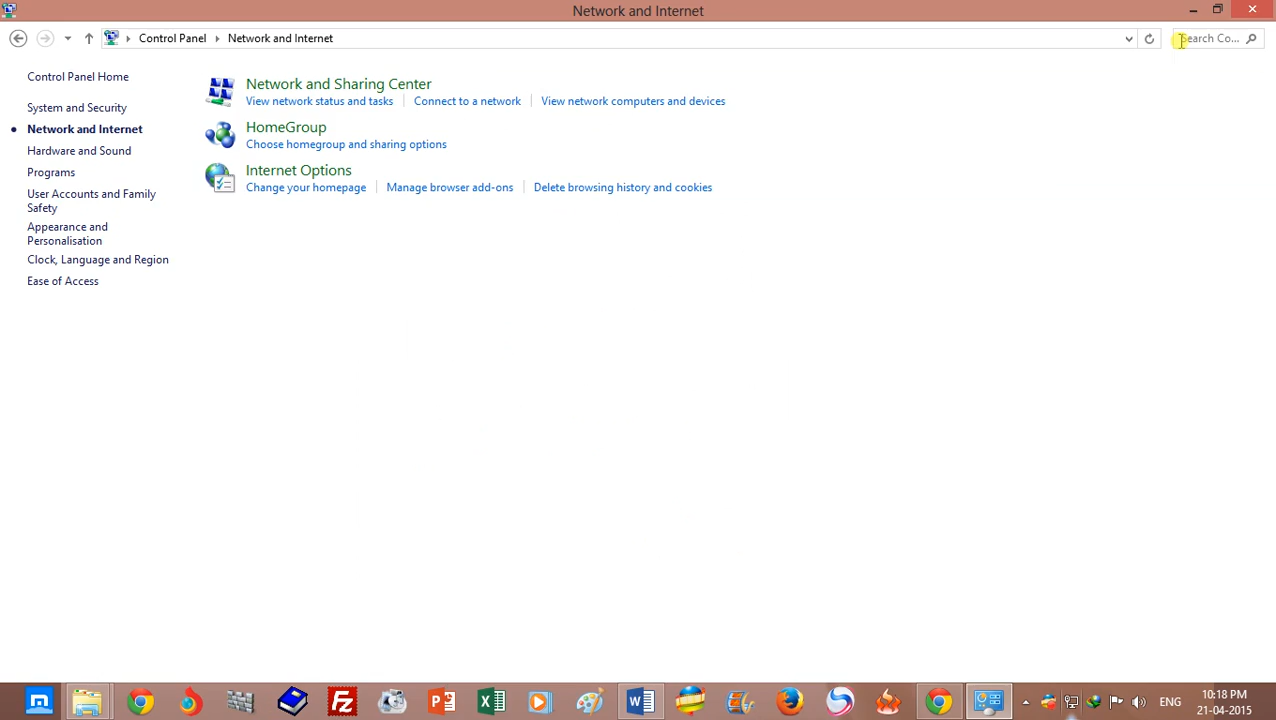 Network and Internet
Control Panel Network and Internet
Search Co...
Control Panel Home
System and Security
Network and Internet
Hardware and Sound
Programs
User Accounts and Family
Safety
Appearance and
Personalisation
Clock, Language and Region
Ease of Access
Network and Sharing Center
View network status and tasks Connect to a network View network computers and devices
HomeGroup
Choose homegroup and sharing options
Internet Options
Change your homepage Manage browser add-ons Delete browsing history and cookies
ENG
10:18 PM
21-04-2015